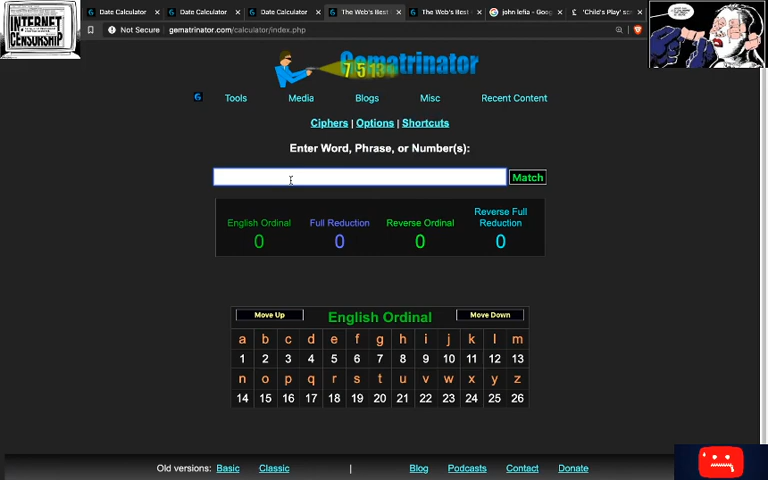 INTERNET
CENSORSHIP
Date Calculator
Date Calculator
Date Calculator
The Web's Best
The Web's Best
john lefia - Goog
'Child's Play' sc
Not Secure gematrinator.com/calculator/index.php
Gematrinator
Tools Media Blogs Misc Recent Content
Ciphers | Options | Shortcuts
Enter Word, Phrase, or Number(s):
Match
English Ordinal Full Reduction Reverse Ordinal Reverse Full Reduction
0 0 0 0
Move Up English Ordinal Move Down
a b c d e f g h i j k l m
1 2 3 4 5 6 7 8 9 10 11 12 13
n o p q r s t u v w x y z
14 15 16 17 18 19 20 21 22 23 24 25 26
Old versions: Basic Classic | Blog Podcasts Contact Donate